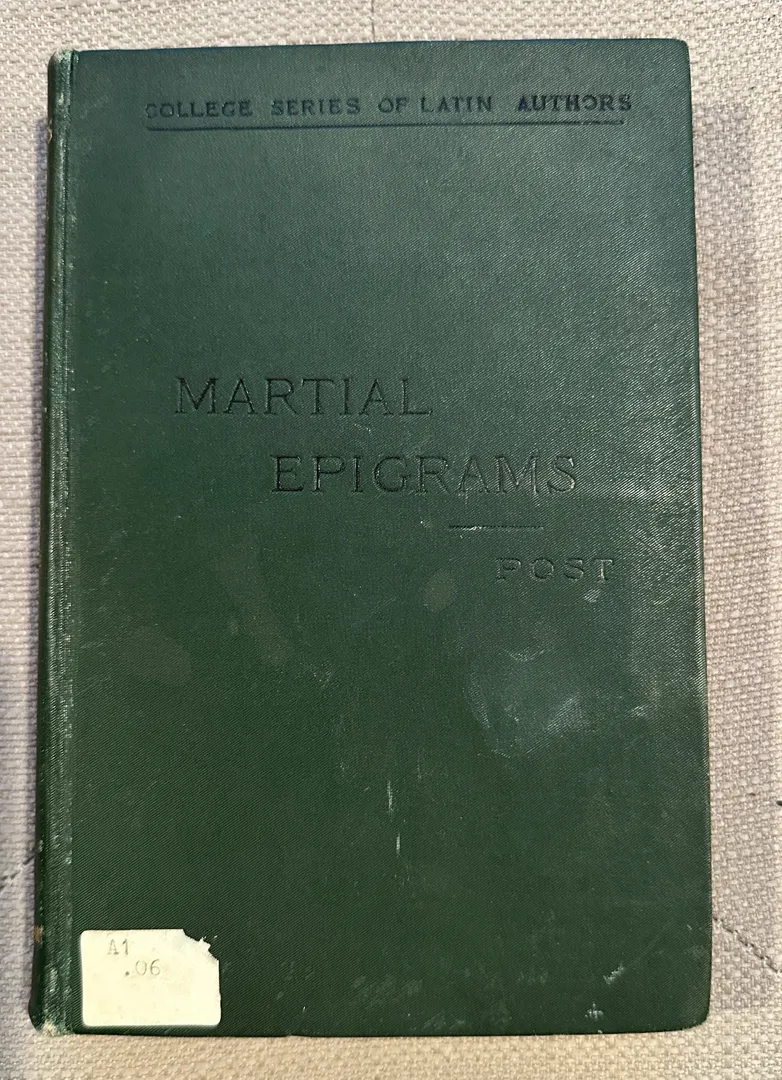 COLLEGE SERIES OF LATIN AUTHORS
MARTIAL
EPIGRAMS
POST
A1
.06